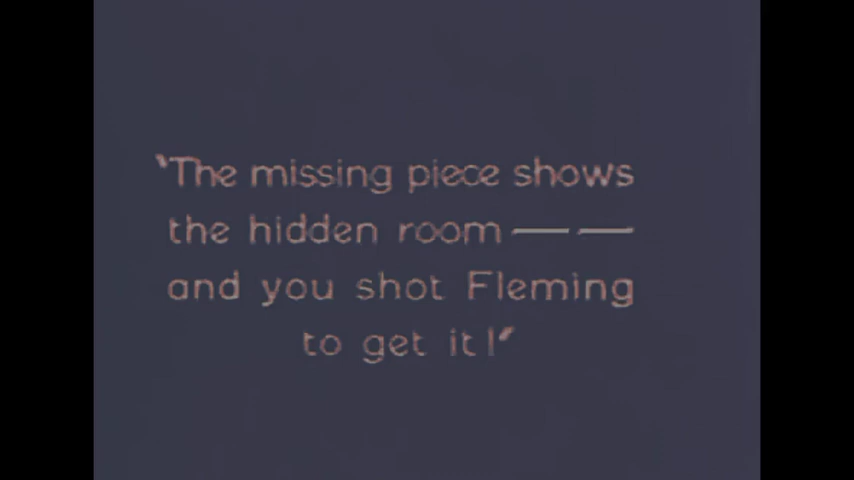 "The missing piece shows
the hidden room — —
and you shot Fleming
to get it!"